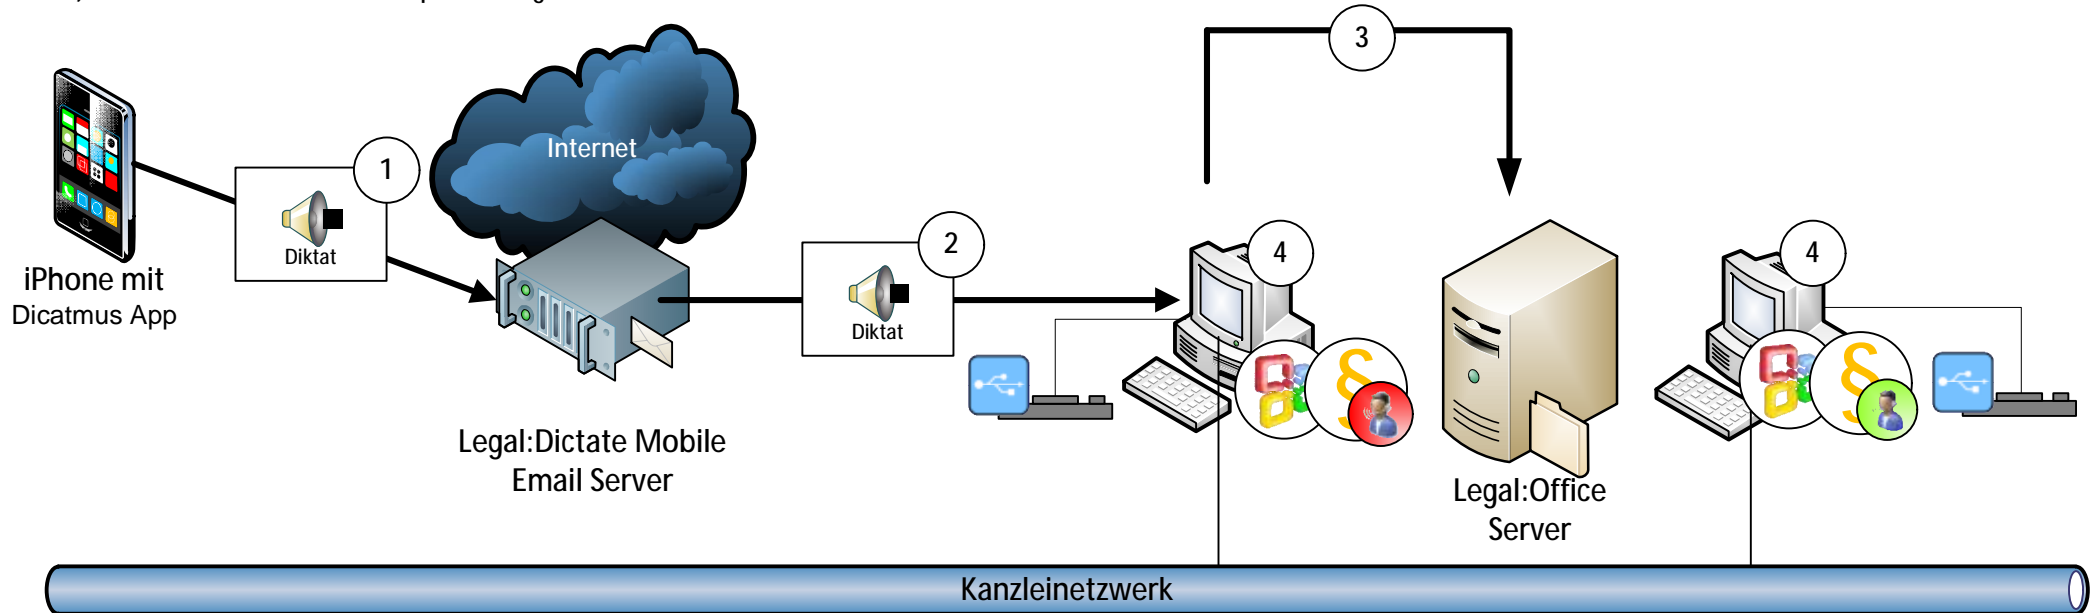 3
Internet
1
Diktat
2
Diktat
4
4
iPhone mit
Dicatmus App
Legal:Dictate Mobile
Email Server
§
§
Legal:Office
Server
Kanzleinetzwerk